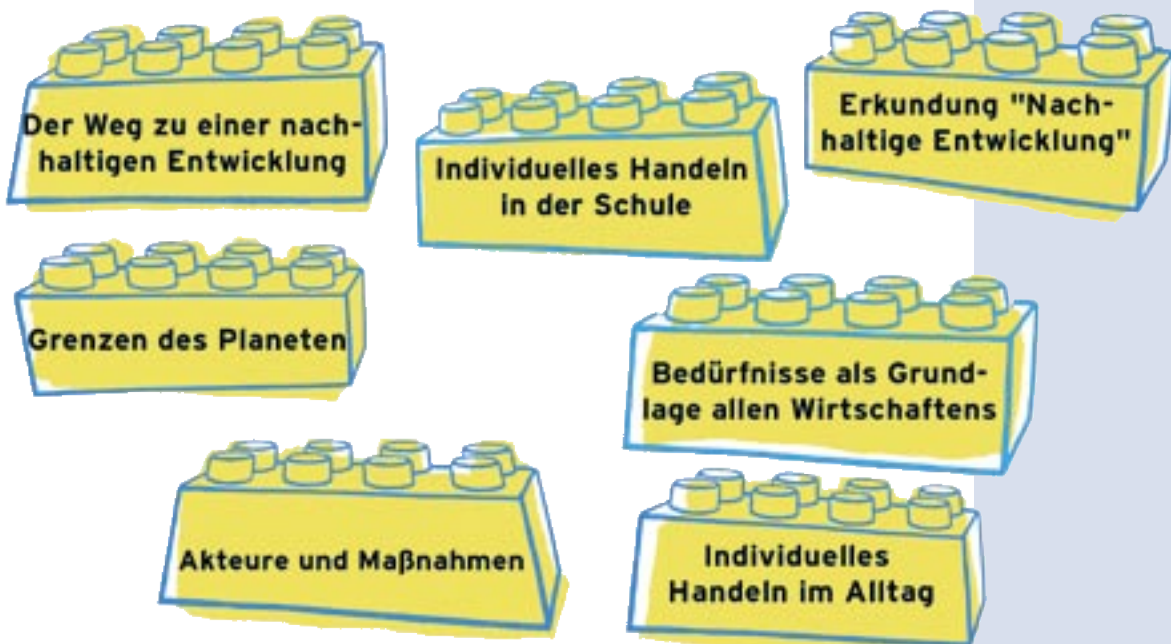 Der Weg zu einer nach-
haltigen Entwicklung
Individuelles Handeln
in der Schule
Erkundung "Nach-
haltige Entwicklung"
Grenzen des Planeten
Bedürfnisse als Grund-
lage allen Wirtschaftens
Akteure und Maßnahmen
Individuelles
Handeln im Alltag